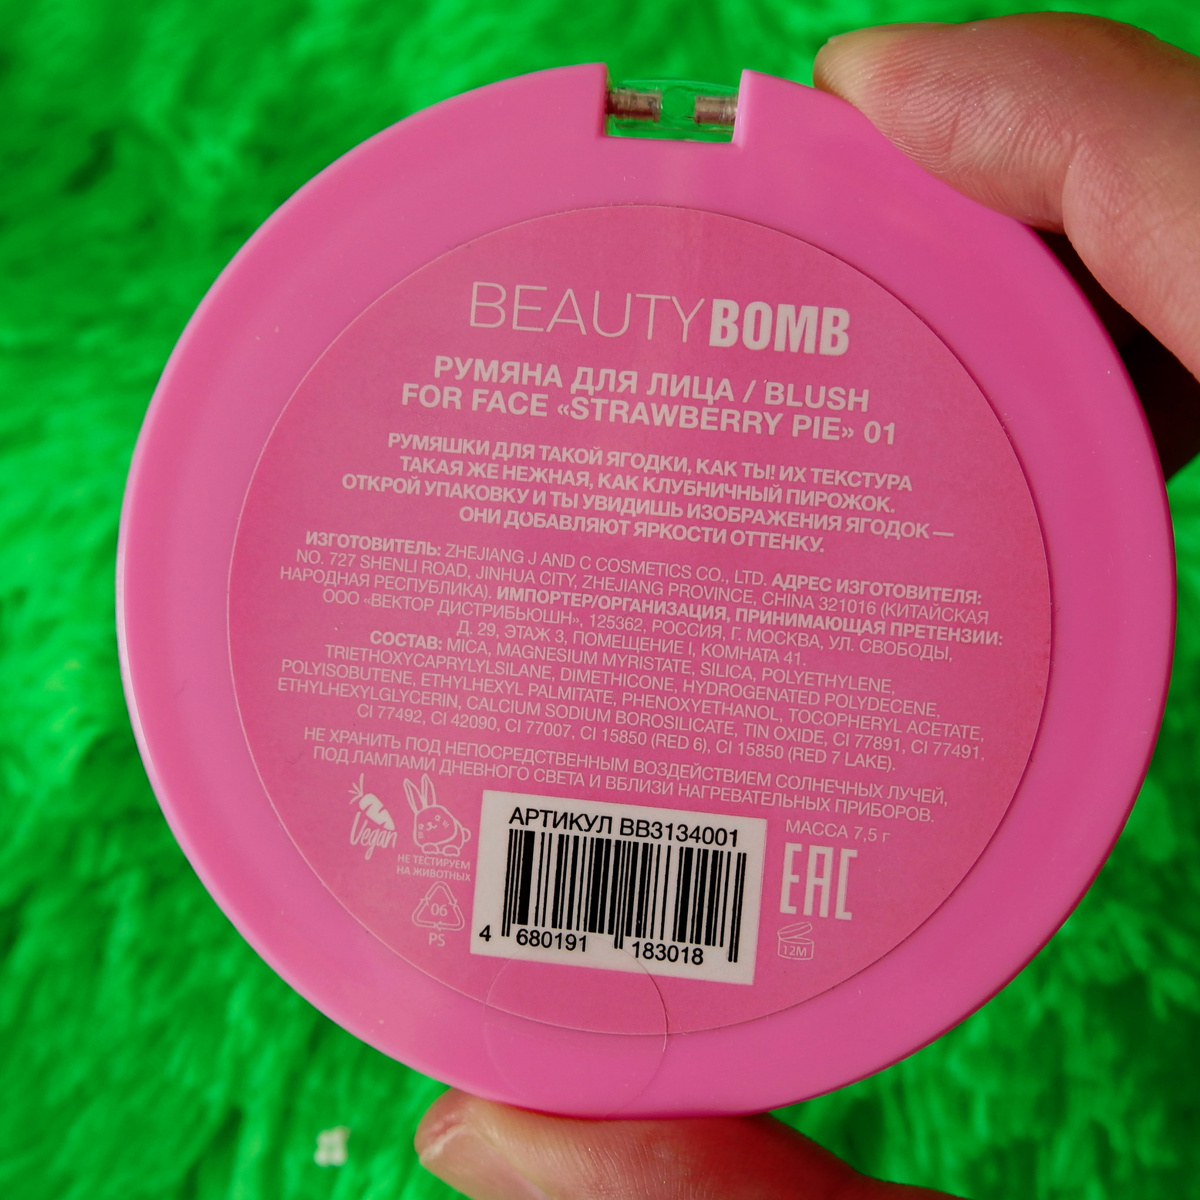 BEAUTYBOMB
РУМЯНА ДЛЯ ЛИЦА / BLUSH
FOR FACE «STRAWBERRY PIE» 01
РУМЯШКИ ДЛЯ ТАКОЙ ЯГОДКИ, КАК ТЫ! ИХ ТЕКСТУРА
ТАКАЯ ЖЕ НЕЖНАЯ, КАК КЛУБНИЧНЫЙ ПИРОЖОК.
ОТКРОЙ УПАКОВКУ И ТЫ УВИДИШЬ ИЗОБРАЖЕНИЯ ЯГОДОК —
ОНИ ДОБАВЛЯЮТ ЯРКОСТИ ОТТЕНКУ.
ИЗГОТОВИТЕЛЬ: ZHEJIANG J AND C COSMETICS CO., LTD. АДРЕС ИЗГОТОВИТЕЛЯ:
NO. 727 SHENLI ROAD, JINHUA CITY, ZHEJIANG PROVINCE, CHINA 321016 (КИТАЙСКАЯ
НАРОДНАЯ РЕСПУБЛИКА). ИМПОРТЕР/ОРГАНИЗАЦИЯ, ПРИНИМАЮЩАЯ ПРЕТЕНЗИИ:
ООО «ВЕКТОР ДИСТРИБЬЮШН», 125362, РОССИЯ, Г. МОСКВА, УЛ. СВОБОДЫ,
Д. 29, ЭТАЖ 3, ПОМЕЩЕНИЕ I, КОМНАТА 41.
СОСТАВ: MICA, MAGNESIUM MYRISTATE, SILICA, POLYETHYLENE,
TRIETHOXYCAPRYLYLSILANE, DIMETHICONE, HYDROGENATED POLYDECENE,
POLYISOBUTENE, ETHYLHEXYL PALMITATE, PHENOXYETHANOL, TOCOPHERYL ACETATE,
ETHYLHEXYLGLYCERIN, CALCIUM SODIUM BOROSILICATE, TIN OXIDE, CI 77891, CI 77491,
CI 77492, CI 42090, CI 77007, CI 15850 (RED 6), CI 15850 (RED 7 LAKE).
НЕ ХРАНИТЬ ПОД НЕПОСРЕДСТВЕННЫМ ВОЗДЕЙСТВИЕМ СОЛНЕЧНЫХ ЛУЧЕЙ,
ПОД ЛАМПАМИ ДНЕВНОГО СВЕТА И ВБЛИЗИ НАГРЕВАТЕЛЬНЫХ ПРИБОРОВ.
Vegan
НЕ ТЕСТИРУЕМ
НА ЖИВОТНЫХ
06
PS
АРТИКУЛ BB3134001
4 680191 183018
МАССА 7,5 г
EAC
12M